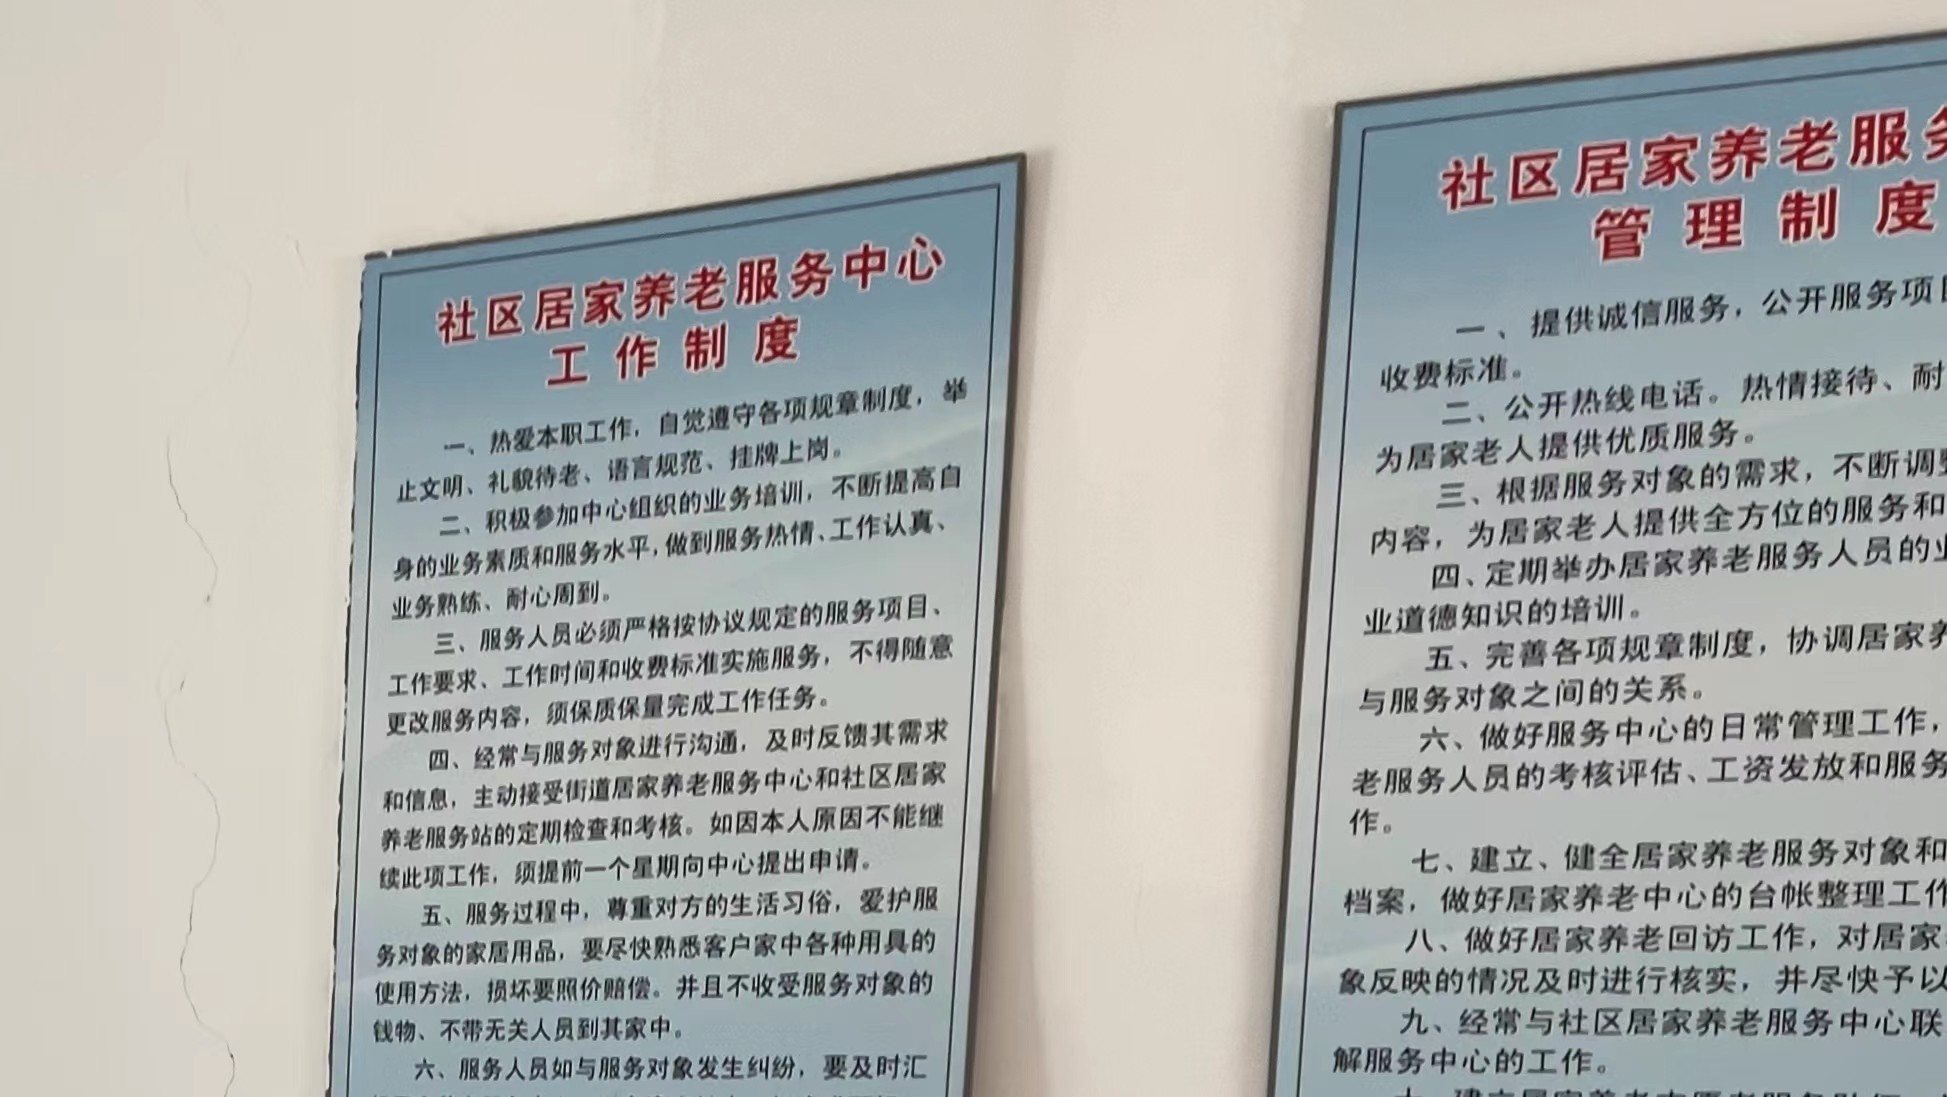 社区居家养老服务中心
工作制度
一、热爱本职工作，自觉遵守各项规章制度，举
止文明、礼貌待老、语言规范、挂牌上岗。
二、积极参加中心组织的业务培训，不断提高自
身的业务素质和服务水平，做到服务热情、工作认真、
业务熟练、耐心周到。
三、服务人员必须严格按协议规定的服务项目、
工作要求、工作时间和收费标准实施服务，不得随意
更改服务内容，须保质保量完成工作任务。
四、经常与服务对象进行沟通，及时反馈其需求
和信息，主动接受街道居家养老服务中心和社区居家
养老服务站的定期检查和考核。如因本人原因不能继
续此项工作，须提前一个星期向中心提出申请。
五、服务过程中，尊重对方的生活习俗，爱护服
务对象的家居用品，要尽快熟悉客户家中各种用具的
使用方法，损坏要照价赔偿。并且不收受服务对象的
钱物、不带无关人员到其家中。
六、服务人员如与服务对象发生纠纷，要及时汇
社区居家养老服务
管理制度
一、提供诚信服务，公开服务项
收费标准。
二、公开热线电话。热情接待、耐
为居家老人提供优质服务。
三、根据服务对象的需求，不断调
内容，为居家老人提供全方位的服务和
四、定期举办居家养老服务人员的
业道德知识的培训。
五、完善各项规章制度，协调居家
与服务对象之间的关系。
六、做好服务中心的日常管理工作，
老服务人员的考核评估、工资发放和服务
作。
七、建立、健全居家养老服务对象和
档案，做好居家养老中心的台帐整理工作
八、做好居家养老回访工作，对居家
象反映的情况及时进行核实，并尽快予以
九、经常与社区居家养老服务中心联
解服务中心的工作。